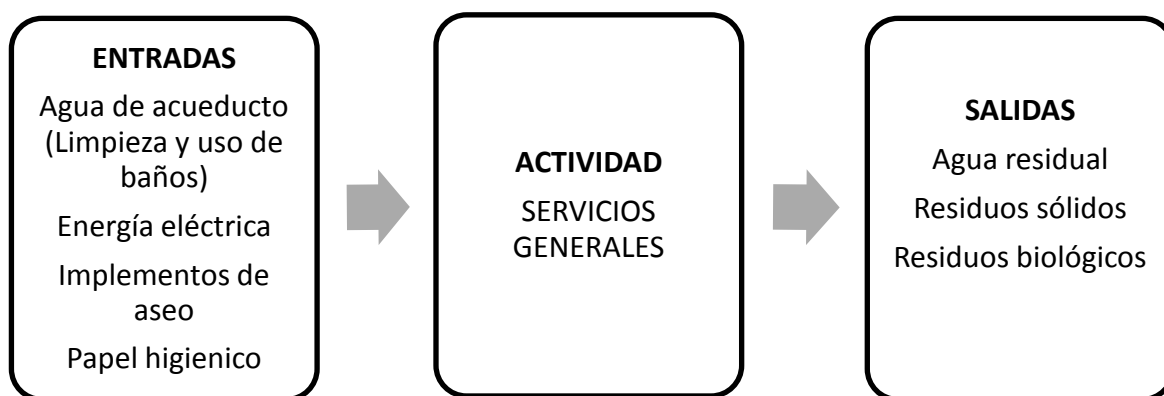 ENTRADAS
Agua de acueducto
(Limpieza y uso de
baños)
Energía eléctrica
Implementos de
aseo
Papel higienico
ACTIVIDAD
SERVICIOS
GENERALES
SALIDAS
Agua residual
Residuos sólidos
Residuos biológicos